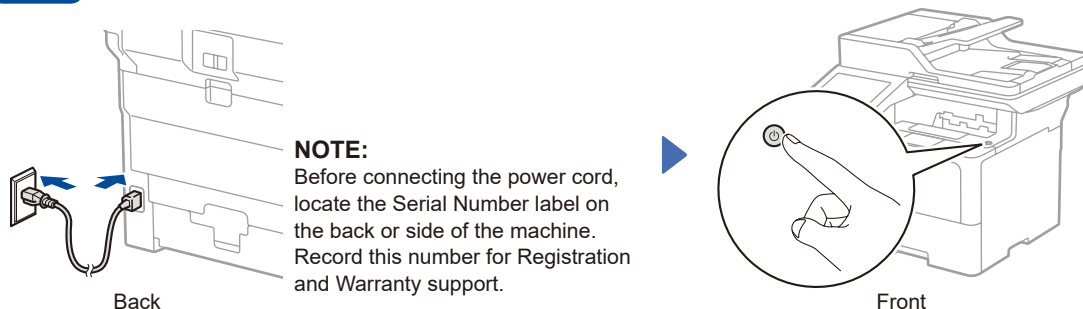 NOTE:
Before connecting the power cord,
locate the Serial Number label on
the back or side of the machine.
Record this number for Registration
and Warranty support.
Back
Front